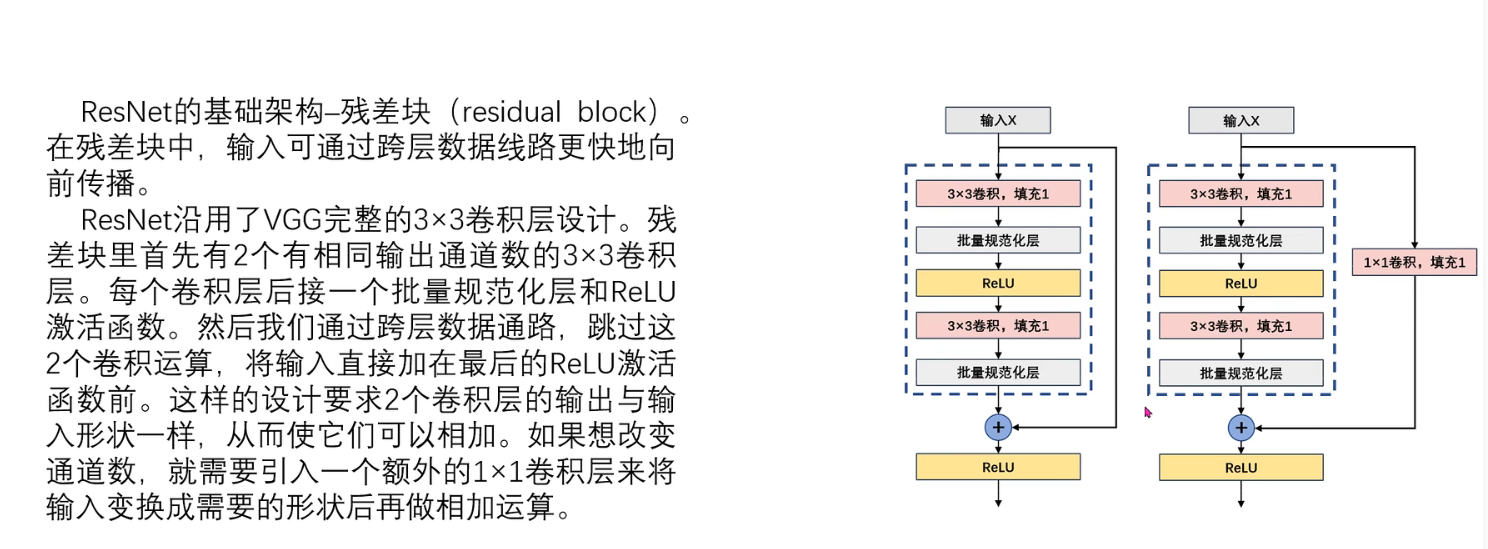 ResNet的基础架构–残差块（residual block）。
在残差块中，输入可通过跨层数据线路更快地向
前传播。
ResNet沿用了VGG完整的3×3卷积层设计。残
差块里首先有2个有相同输出通道数的3×3卷积
层。每个卷积层后接一个批量规范化层和ReLU
激活函数。然后我们通过跨层数据通路，跳过这
2个卷积运算，将输入直接加在最后的ReLU激活
函数前。这样的设计要求2个卷积层的输出与输
入形状一样，从而使它们可以相加。如果想改变
通道数，就需要引入一个额外的1×1卷积层来将
输入变换成需要的形状后再做相加运算。
输入X
3×3卷积，填充1
批量规范化层
ReLU
3×3卷积，填充1
批量规范化层
+
ReLU
输入X
3×3卷积，填充1
批量规范化层
ReLU
3×3卷积，填充1
批量规范化层
1×1卷积，填充1
+
ReLU